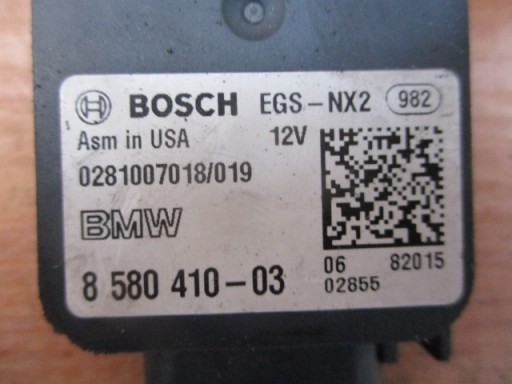 BOSCH EGS-NX2 982
Asm in USA 12V
0281007018/019
BMW
8 580 410-03
06 82015
02855